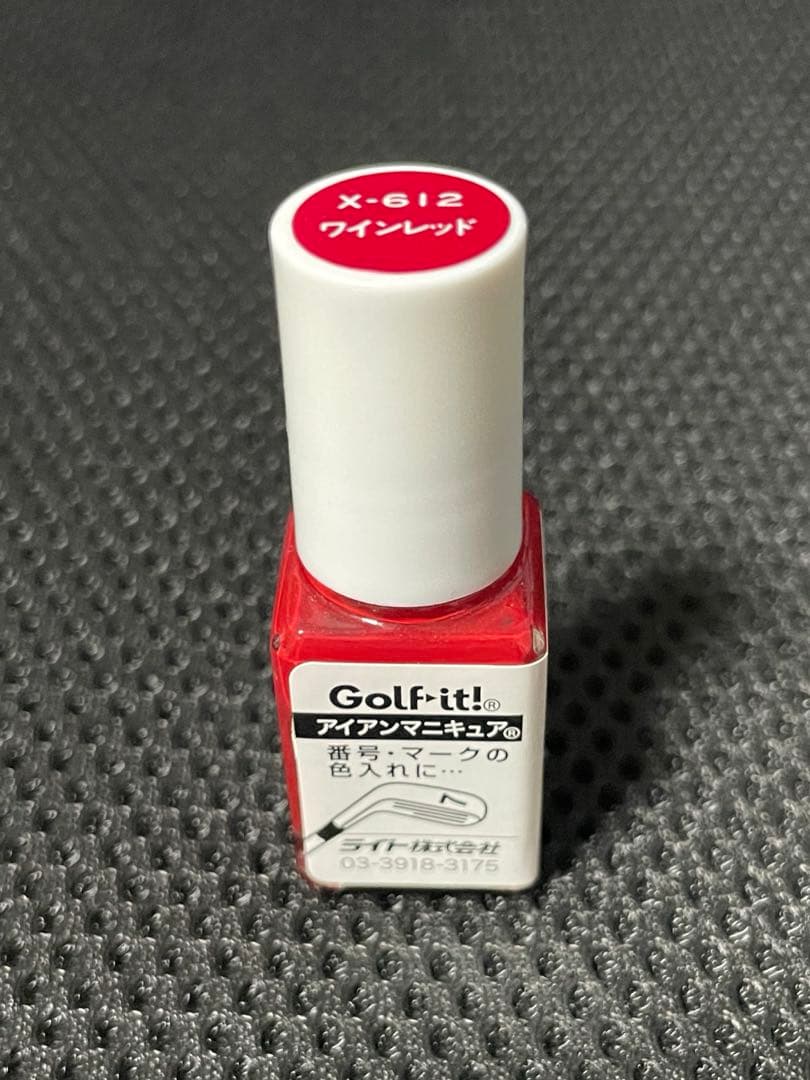 X-612
ワインレッド
Golf▸it!®
アイアンマニキュア®
番号・マークの
色入れに…
7
ライト株式会社
03-3918-3175